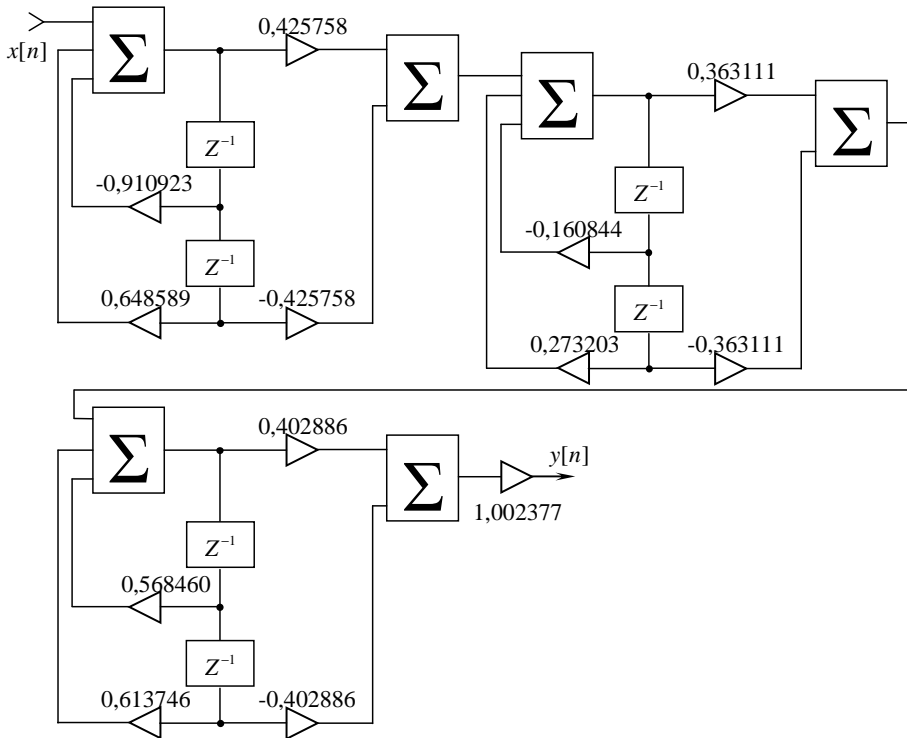 x[n]
Σ
0,425758
Σ
Z⁻¹
-0,910923
Z⁻¹
0,648589
-0,425758
Σ
0,363111
Σ
Z⁻¹
-0,160844
Z⁻¹
0,273203
-0,363111
Σ
0,402886
Σ
y[n]
1,002377
Z⁻¹
0,568460
Z⁻¹
0,613746
-0,402886